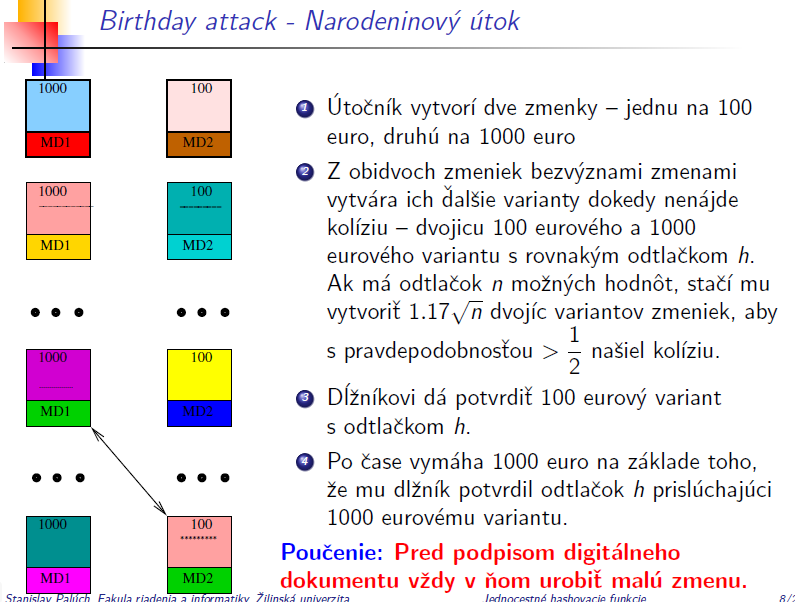 Birthday attack - Narodeninový útok
1000 100
MD1 MD2
1000 100
MD1 MD2
1000 100
MD1 MD2
1000 100
*********
MD1 MD2
1 Útočník vytvorí dve zmenky – jednu na 100
euro, druhú na 1000 euro
2 Z obidvoch zmeniek bezvýznami zmenami
vytvára ich ďalšie varianty dokedy nenájde
kolíziu – dvojicu 100 eurového a 1000
eurového variantu s rovnakým odtlačkom h.
Ak má odtlačok n možných hodnôt, stačí mu
vytvoriť 1.17√n dvojíc variantov zmeniek, aby
s pravdepodobnosťou > 1/2 našiel kolíziu.
3 Dĺžníkovi dá potvrdiť 100 eurový variant
s odtlačkom h.
4 Po čase vymáha 1000 euro na základe toho,
že mu dlžník potvrdil odtlačok h prislúchajúci
1000 eurovému variantu.
Poučenie: Pred podpisom digitálneho
dokumentu vždy v ňom urobiť malú zmenu.
Stanislav Palúch, Fakula riadenia a informatiky, Žilinská univerzita Jednocestné hashovacie funkcie 8/2